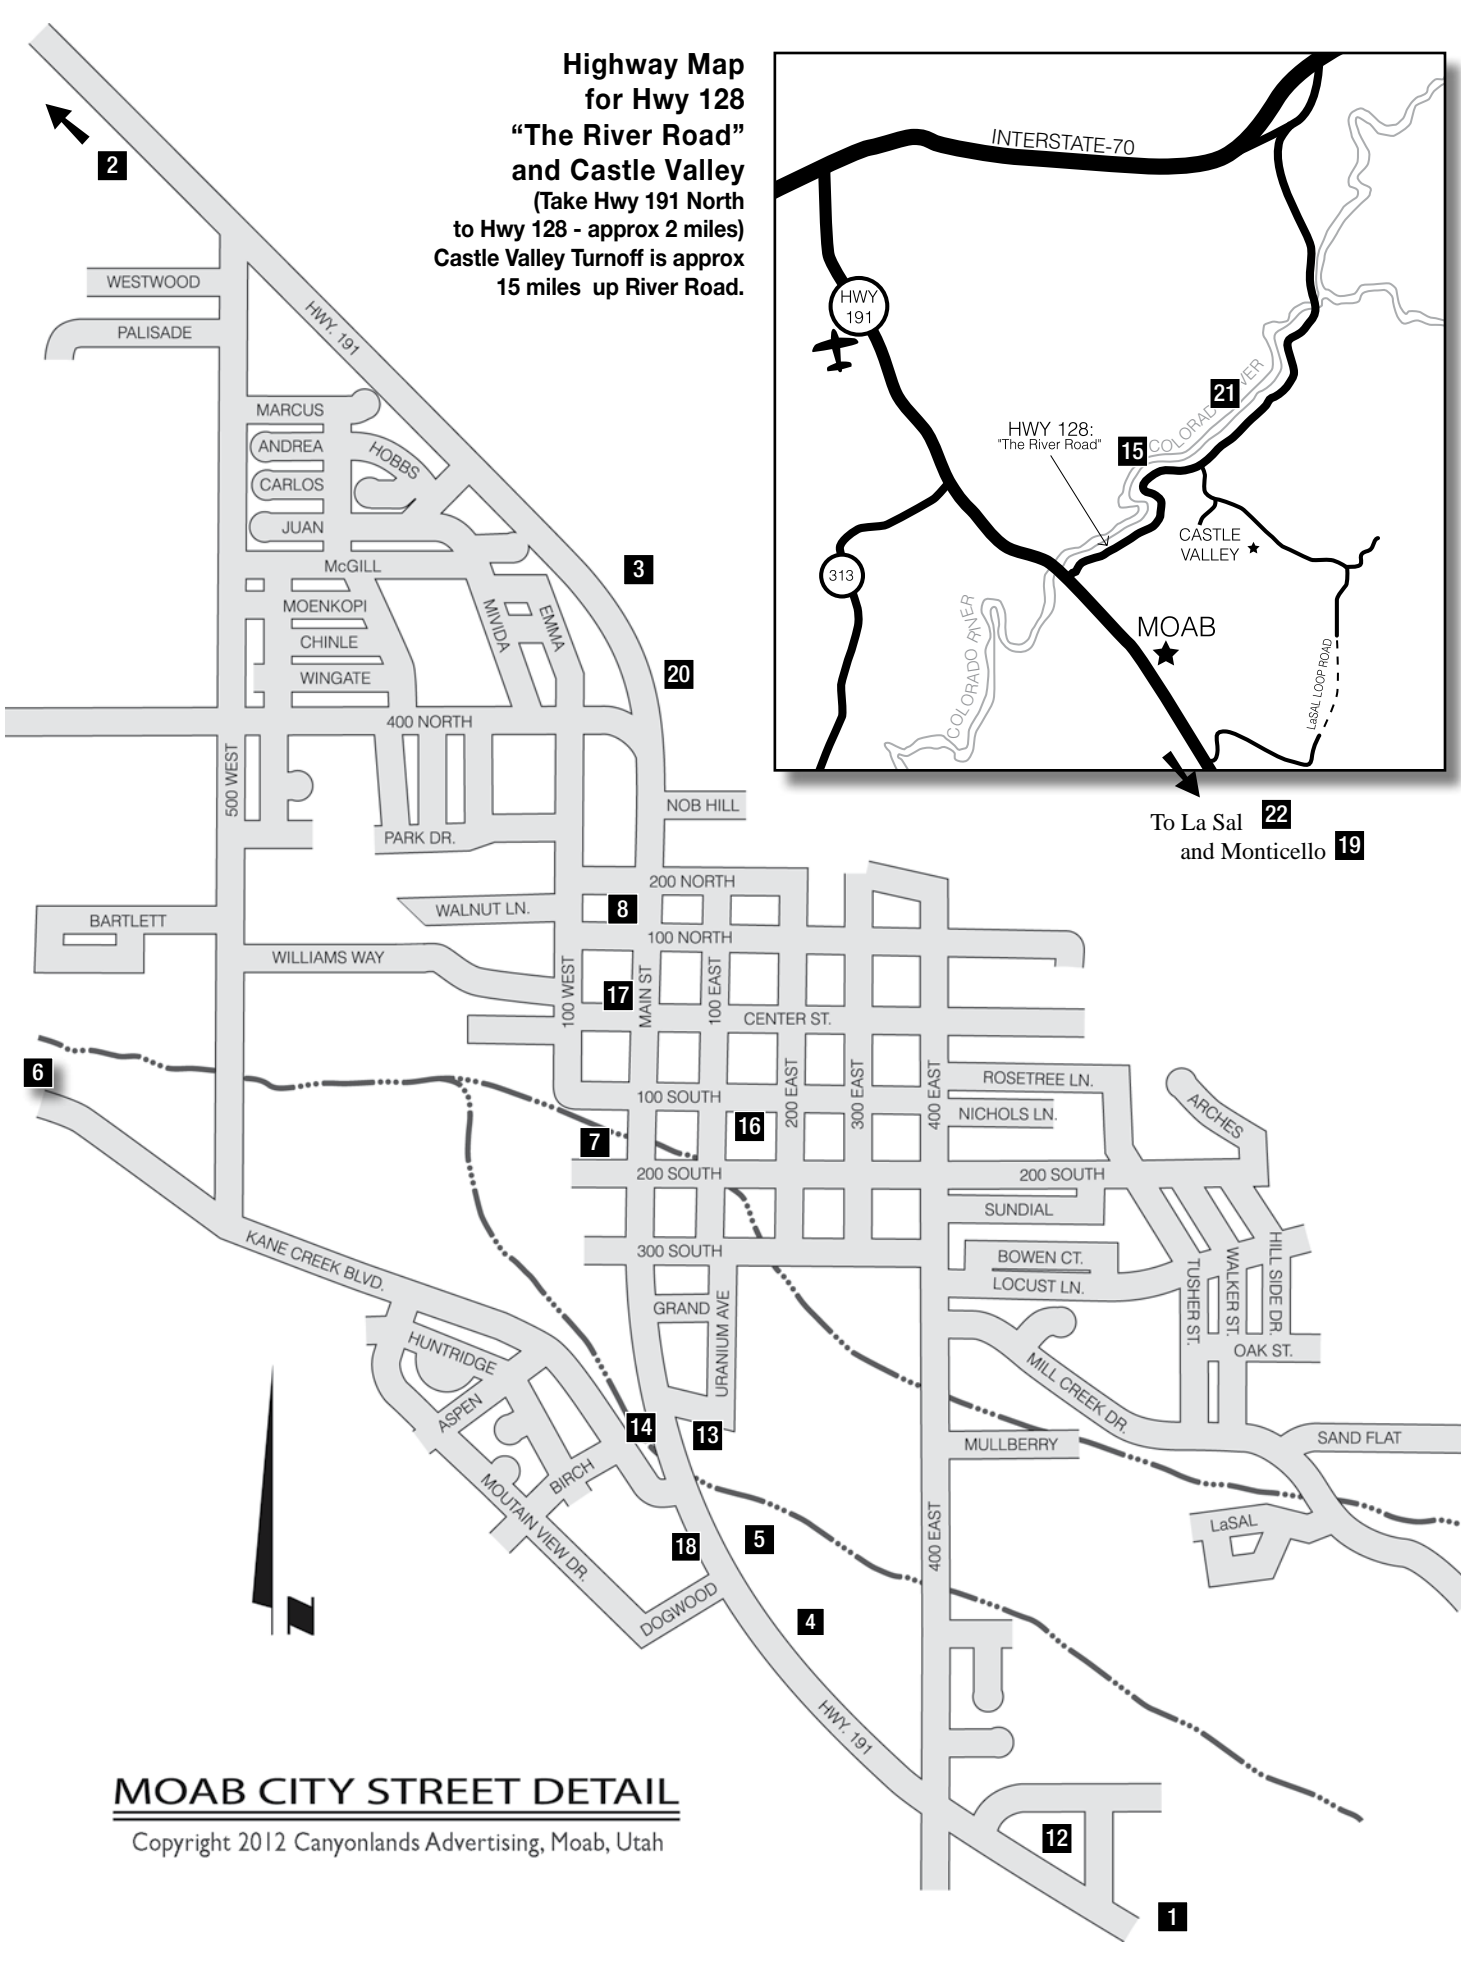 Highway Map
for Hwy 128
“The River Road”
and Castle Valley
(Take Hwy 191 North
to Hwy 128 - approx 2 miles)
Castle Valley Turnoff is approx
15 miles up River Road.
INTERSTATE-70
HWY
191
21
COLORADO RIVER
15
HWY 128:
"The River Road"
CASTLE
VALLEY
313
MOAB
COLORADO RIVER
LaSAL LOOP ROAD
To La Sal 22
and Monticello 19
2
WESTWOOD
PALISADE
HWY. 191
MARCUS
ANDREA
HOBBS
CARLOS
JUAN
McGILL
3
MOENKOPI
MIVIDA
EMMA
CHINLE
WINGATE
20
400 NORTH
500 WEST
NOB HILL
PARK DR.
200 NORTH
WALNUT LN.
8
BARTLETT
100 NORTH
WILLIAMS WAY
100 WEST
17
MAIN ST
100 EAST
CENTER ST.
6
200 EAST
300 EAST
400 EAST
ROSETREE LN.
100 SOUTH
NICHOLS LN.
ARCHES
7
16
200 SOUTH
200 SOUTH
SUNDIAL
KANE CREEK BLVD.
300 SOUTH
BOWEN CT.
LOCUST LN.
TUSHER ST.
WALKER ST.
HILL SIDE DR.
GRAND
URANIUM AVE
HUNTRIDGE
OAK ST.
MILL CREEK DR.
ASPEN
14
13
MULLBERRY
SAND FLAT
BIRCH
MOUTAIN VIEW DR.
18
5
400 EAST
LaSAL
DOGWOOD
4
HWY. 191
MOAB CITY STREET DETAIL
Copyright 2012 Canyonlands Advertising, Moab, Utah
12
1